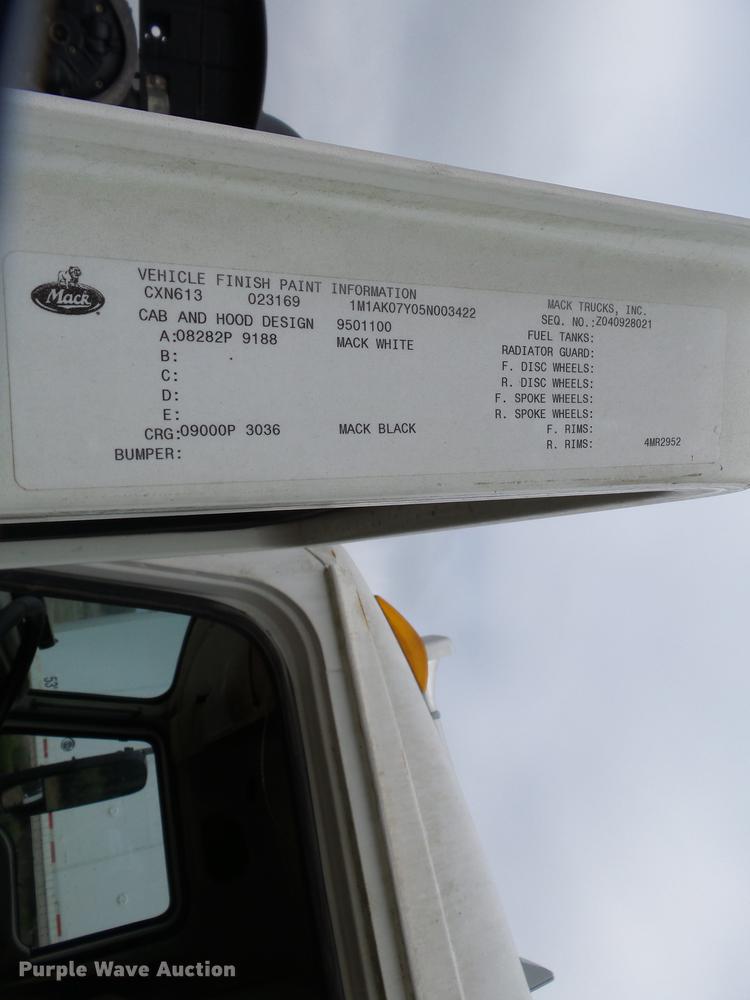 Mack
VEHICLE FINISH PAINT INFORMATION
CXN613 023169 1M1AK07Y05N003422
MACK TRUCKS, INC.
CAB AND HOOD DESIGN 9501100
SEQ. NO.:Z040928021
A:08282P 9188 MACK WHITE
FUEL TANKS:
B:
RADIATOR GUARD:
C:
F. DISC WHEELS:
R. DISC WHEELS:
D:
F. SPOKE WHEELS:
E:
R. SPOKE WHEELS:
CRG:09000P 3036 MACK BLACK
F. RIMS:
BUMPER:
R. RIMS: 4MR2952
53'
Purple Wave Auction